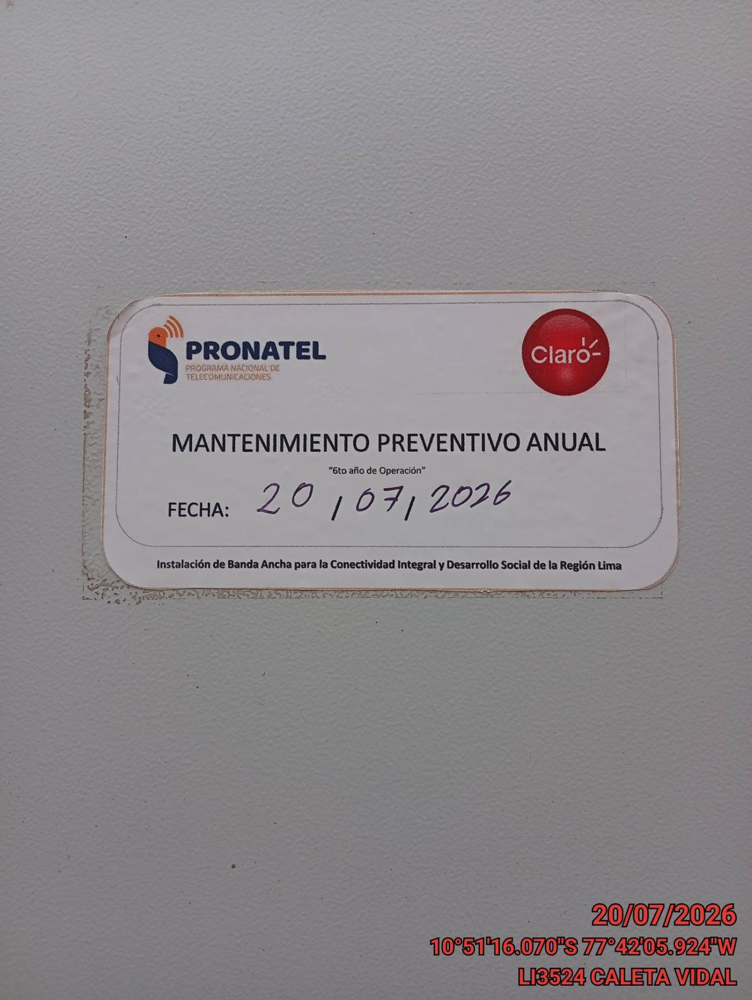 PRONATEL
PROGRAMA NACIONAL DE
TELECOMUNICACIONES
Claro
MANTENIMIENTO PREVENTIVO ANUAL
"6to año de Operación"
FECHA: 20 / 07 / 2026
Instalación de Banda Ancha para la Conectividad Integral y Desarrollo Social de la Región Lima
20/07/2026
10°51'16.070"S 77°42'05.924"W
LI3524 CALETA VIDAL